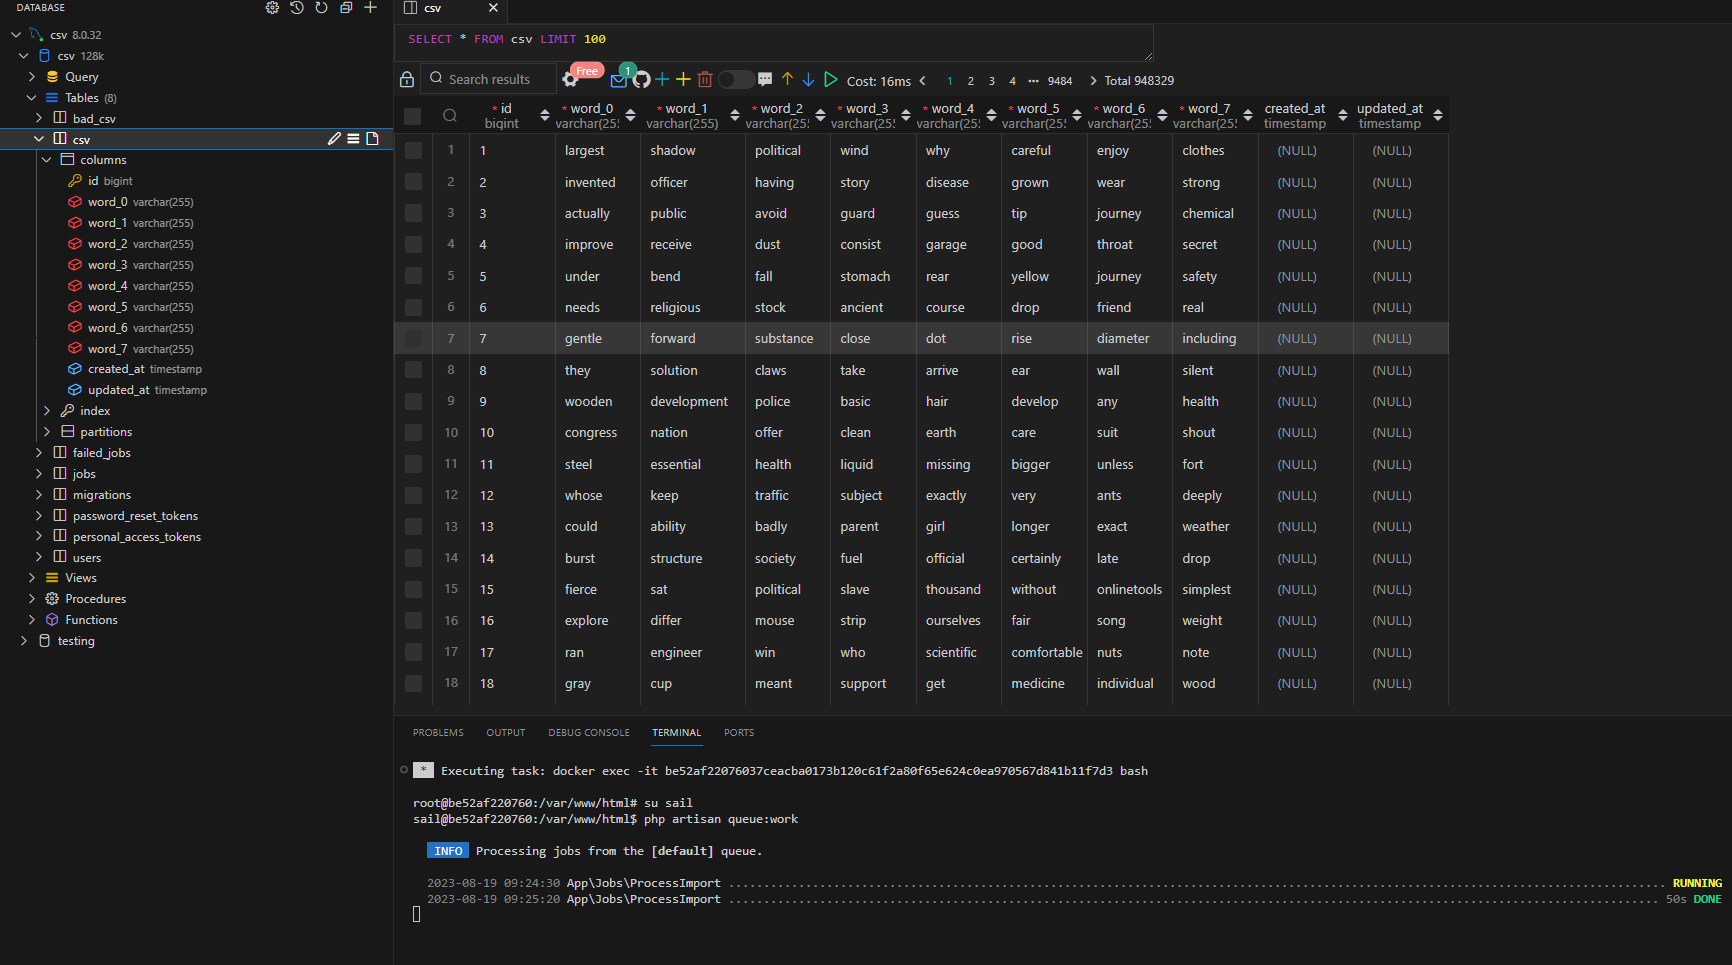 DATABASE
csv 8.0.32
csv 128k
Query
Tables (8)
bad_csv
csv
columns
id bigint
word_0 varchar(255)
word_1 varchar(255)
word_2 varchar(255)
word_3 varchar(255)
word_4 varchar(255)
word_5 varchar(255)
word_6 varchar(255)
word_7 varchar(255)
created_at timestamp
updated_at timestamp
index
partitions
failed_jobs
jobs
migrations
password_reset_tokens
personal_access_tokens
users
Views
Procedures
Functions
testing
csv
SELECT * FROM csv LIMIT 100
Search results Free 1 Cost: 16ms 1 2 3 4 ••• 9484 Total 948329
* id * word_0 * word_1 * word_2 * word_3 * word_4 * word_5 * word_6 * word_7 created_at updated_at
bigint varchar(25 varchar(255) varchar(25 varchar(25 varchar(25 varchar(25 varchar(25 varchar(25 timestamp timestamp
1 1 largest shadow political wind why careful enjoy clothes (NULL) (NULL)
2 2 invented officer having story disease grown wear strong (NULL) (NULL)
3 3 actually public avoid guard guess tip journey chemical (NULL) (NULL)
4 4 improve receive dust consist garage good throat secret (NULL) (NULL)
5 5 under bend fall stomach rear yellow journey safety (NULL) (NULL)
6 6 needs religious stock ancient course drop friend real (NULL) (NULL)
7 7 gentle forward substance close dot rise diameter including (NULL) (NULL)
8 8 they solution claws take arrive ear wall silent (NULL) (NULL)
9 9 wooden development police basic hair develop any health (NULL) (NULL)
10 10 congress nation offer clean earth care suit shout (NULL) (NULL)
11 11 steel essential health liquid missing bigger unless fort (NULL) (NULL)
12 12 whose keep traffic subject exactly very ants deeply (NULL) (NULL)
13 13 could ability badly parent girl longer exact weather (NULL) (NULL)
14 14 burst structure society fuel official certainly late drop (NULL) (NULL)
15 15 fierce sat political slave thousand without onlinetools simplest (NULL) (NULL)
16 16 explore differ mouse strip ourselves fair song weight (NULL) (NULL)
17 17 ran engineer win who scientific comfortable nuts note (NULL) (NULL)
18 18 gray cup meant support get medicine individual wood (NULL) (NULL)
PROBLEMS OUTPUT DEBUG CONSOLE TERMINAL PORTS
* Executing task: docker exec -it be52af22076037ceacba0173b120c61f2a80f65e624c0ea970567d841b11f7d3 bash
root@be52af220760:/var/www/html# su sail
sail@be52af220760:/var/www/html$ php artisan queue:work
INFO Processing jobs from the [default] queue.
2023-08-19 09:24:30 App\Jobs\ProcessImport ........ RUNNING
2023-08-19 09:25:20 App\Jobs\ProcessImport ........ 50s DONE